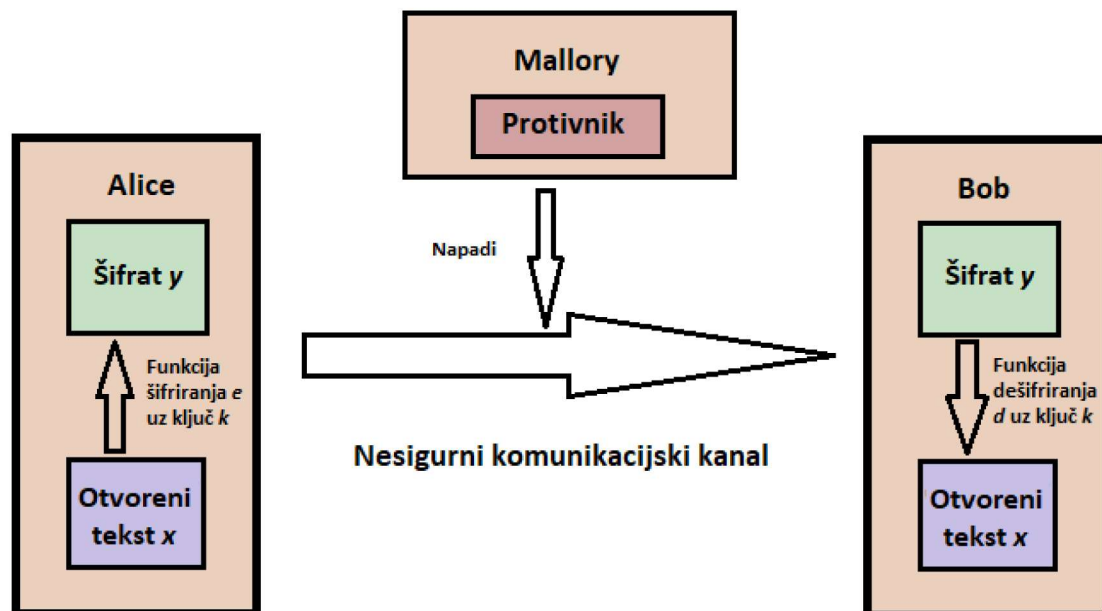 Mallory
Protivnik
Alice
Šifrat y
Funkcija
šifriranja e
uz ključ k
Otvoreni
tekst x
Napadi
Nesigurni komunikacijski kanal
Bob
Šifrat y
Funkcija
dešifriranja
d uz ključ k
Otvoreni
tekst x